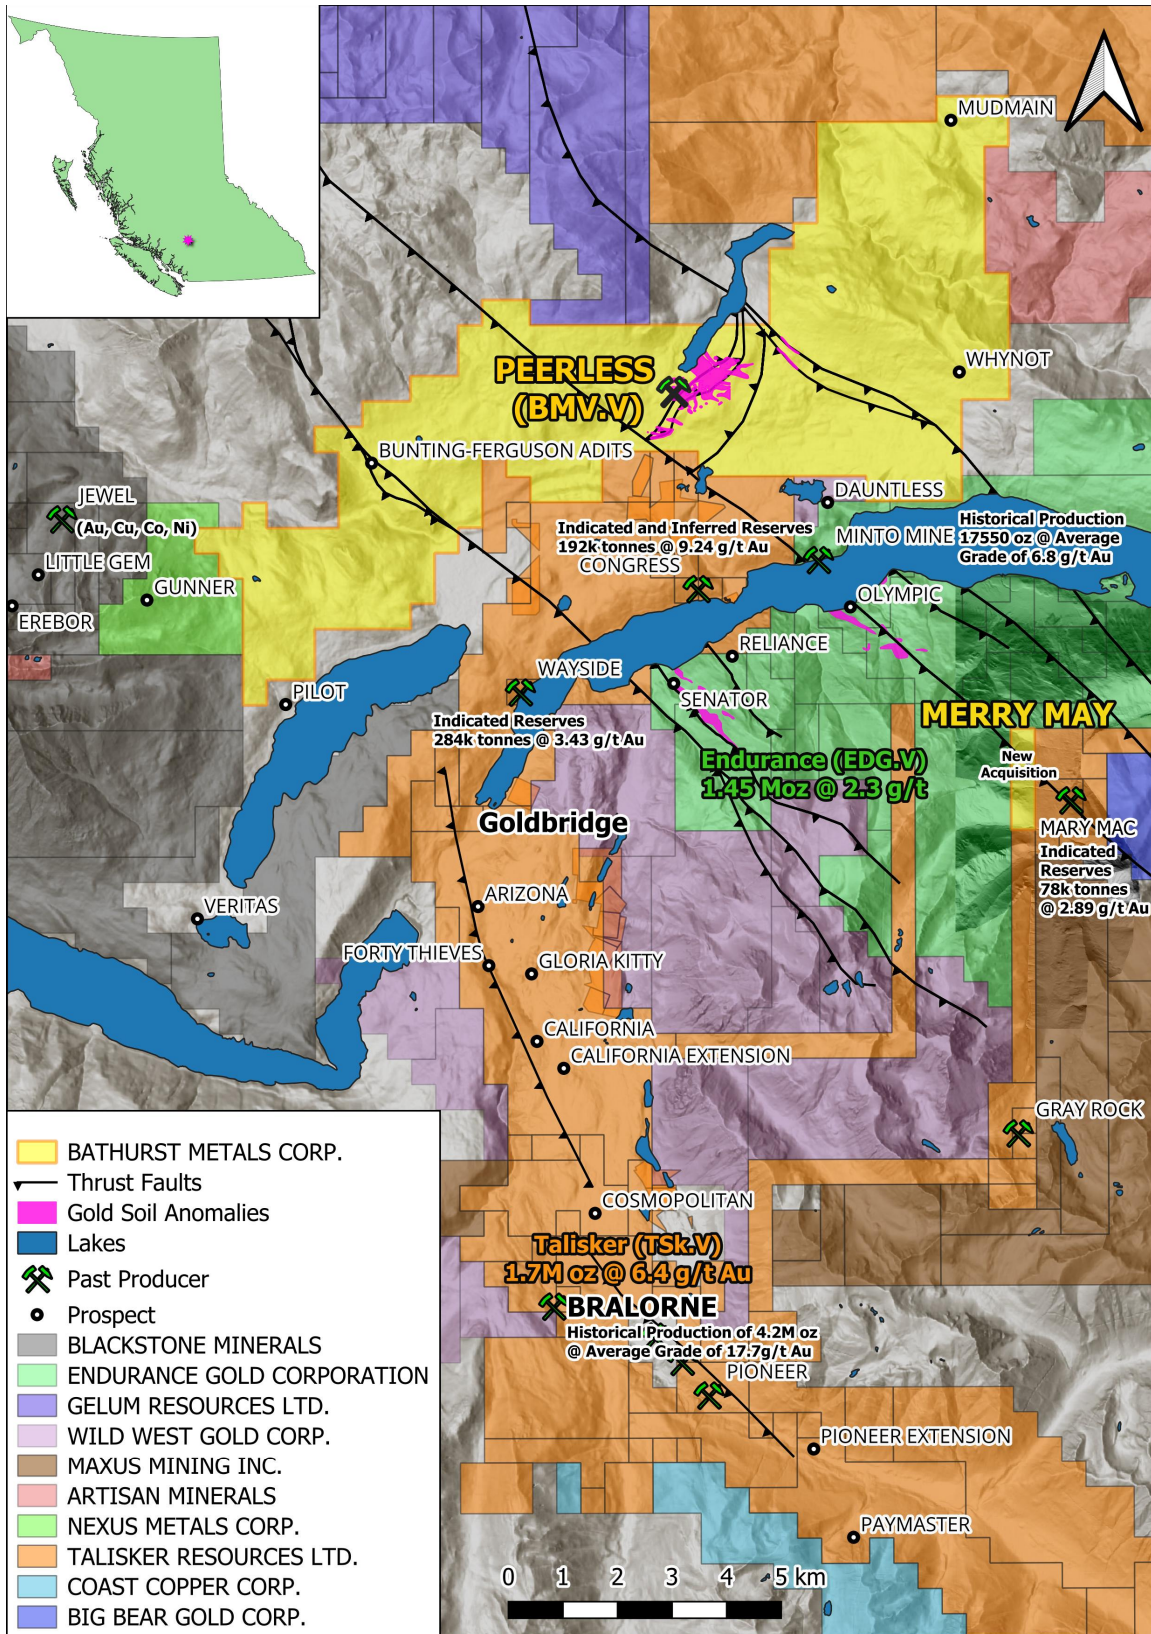 MUDMAIN
WHYNOT
PEERLESS
(BMV.V)
BUNTING-FERGUSON ADITS
JEWEL
(Au, Cu, Co, Ni)
LITTLE GEM
GUNNER
EREBOR
DAUNTLESS
Indicated and Inferred Reserves
192k tonnes @ 9.24 g/t Au
CONGRESS
MINTO MINE
Historical Production
17550 oz @ Average
Grade of 6.8 g/t Au
OLYMPIC
RELIANCE
WAYSIDE
SENATOR
PILOT
Indicated Reserves
284k tonnes @ 3.43 g/t Au
MERRY MAY
New
Acquisition
Endurance (EDG.V)
1.45 Moz @ 2.3 g/t
Goldbridge
MARY MAC
Indicated
Reserves
78k tonnes
@ 2.89 g/t Au
ARIZONA
VERITAS
FORTY THIEVES
GLORIA KITTY
CALIFORNIA
CALIFORNIA EXTENSION
GRAY ROCK
COSMOPOLITAN
Talisker (TSk.V)
1.7M oz @ 6.4 g/t Au
BRALORNE
Historical Production of 4.2M oz
@ Average Grade of 17.7g/t Au
PIONEER
PIONEER EXTENSION
PAYMASTER
0 1 2 3 4 5 km
BATHURST METALS CORP.
Thrust Faults
Gold Soil Anomalies
Lakes
Past Producer
Prospect
BLACKSTONE MINERALS
ENDURANCE GOLD CORPORATION
GELUM RESOURCES LTD.
WILD WEST GOLD CORP.
MAXUS MINING INC.
ARTISAN MINERALS
NEXUS METALS CORP.
TALISKER RESOURCES LTD.
COAST COPPER CORP.
BIG BEAR GOLD CORP.